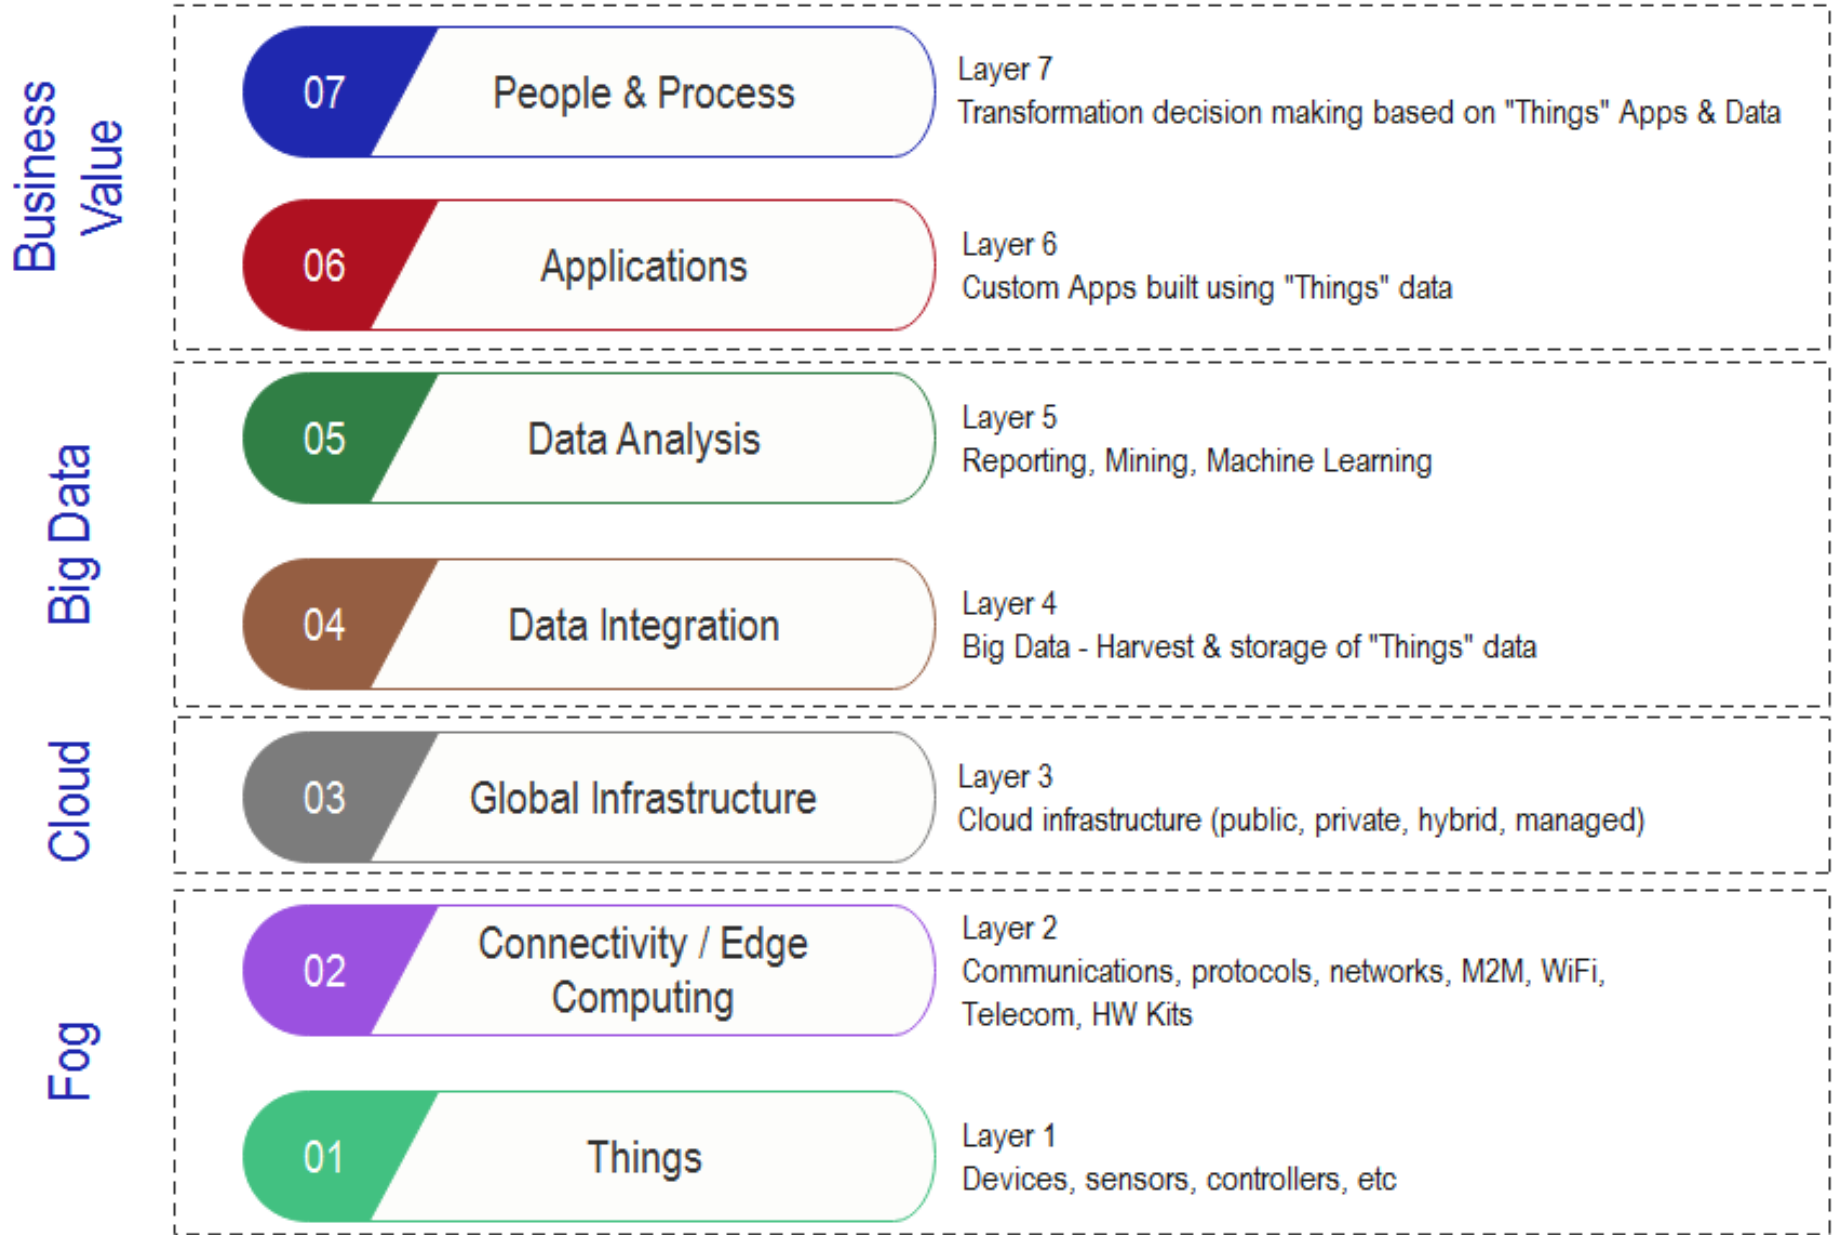 Business
Value
07
People & Process
Layer 7
Transformation decision making based on "Things" Apps & Data
06
Applications
Layer 6
Custom Apps built using "Things" data
Big Data
05
Data Analysis
Layer 5
Reporting, Mining, Machine Learning
04
Data Integration
Layer 4
Big Data - Harvest & storage of "Things" data
Cloud
03
Global Infrastructure
Layer 3
Cloud infrastructure (public, private, hybrid, managed)
Fog
02
Connectivity / Edge
Computing
Layer 2
Communications, protocols, networks, M2M, WiFi,
Telecom, HW Kits
01
Things
Layer 1
Devices, sensors, controllers, etc